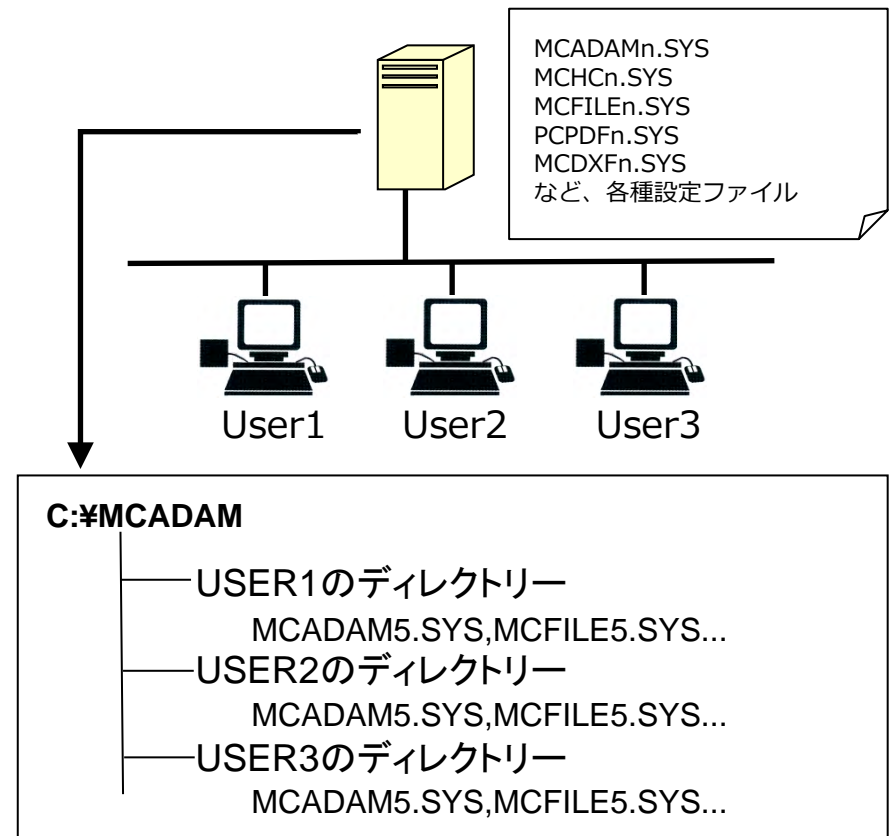 MCADAMn.SYS
MCHCn.SYS
MCFILEn.SYS
PCPDFn.SYS
MCDXFn.SYS
など、各種設定ファイル
User1
User2
User3
C:¥MCADAM
USER1のディレクトリー
MCADAM5.SYS,MCFILE5.SYS...
USER2のディレクトリー
MCADAM5.SYS,MCFILE5.SYS...
USER3のディレクトリー
MCADAM5.SYS,MCFILE5.SYS...